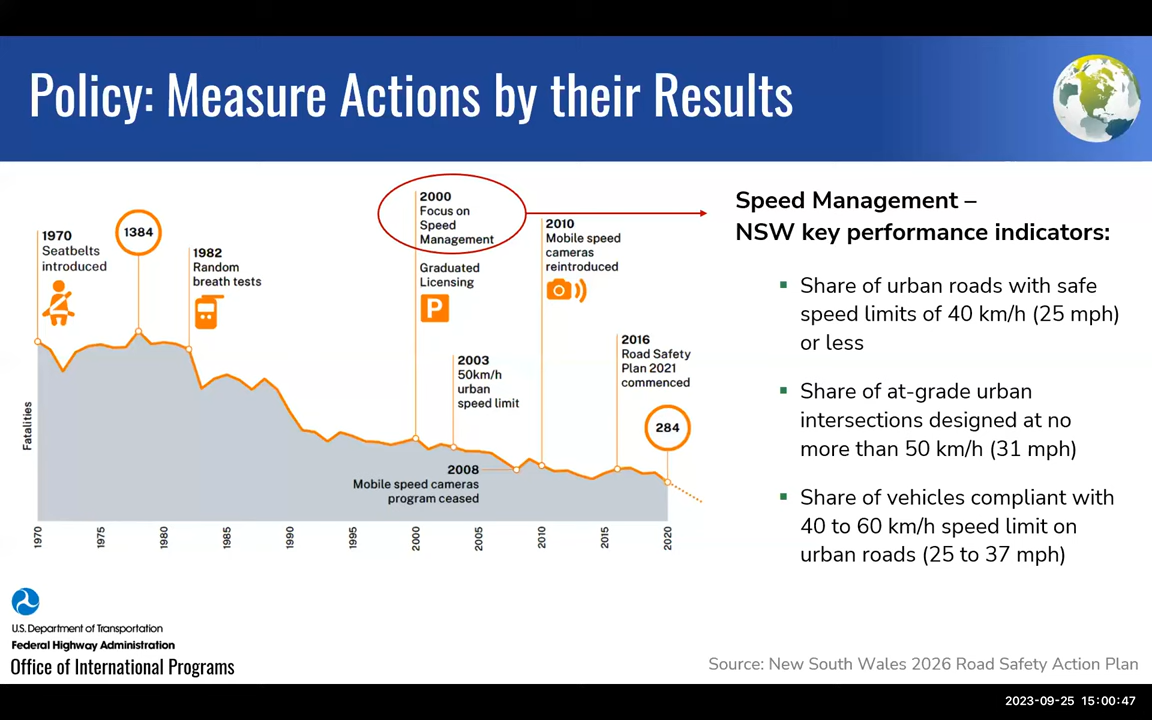 Policy: Measure Actions by their Results
1970
Seatbelts
introduced
1384
1982
Random
breath tests
2000
Focus on
Speed
Management
Graduated
Licensing
P
2003
50km/h
urban
speed limit
2008
Mobile speed cameras
program ceased
2010
Mobile speed
cameras
reintroduced
2016
Road Safety
Plan 2021
commenced
284
Fatalities
1970
1975
1980
1985
1990
1995
2000
2005
2010
2015
2020
Speed Management –
NSW key performance indicators:
Share of urban roads with safe
speed limits of 40 km/h (25 mph)
or less
Share of at-grade urban
intersections designed at no
more than 50 km/h (31 mph)
Share of vehicles compliant with
40 to 60 km/h speed limit on
urban roads (25 to 37 mph)
U.S. Department of Transportation
Federal Highway Administration
Office of International Programs
Source: New South Wales 2026 Road Safety Action Plan
2023-09-25 15:00:47